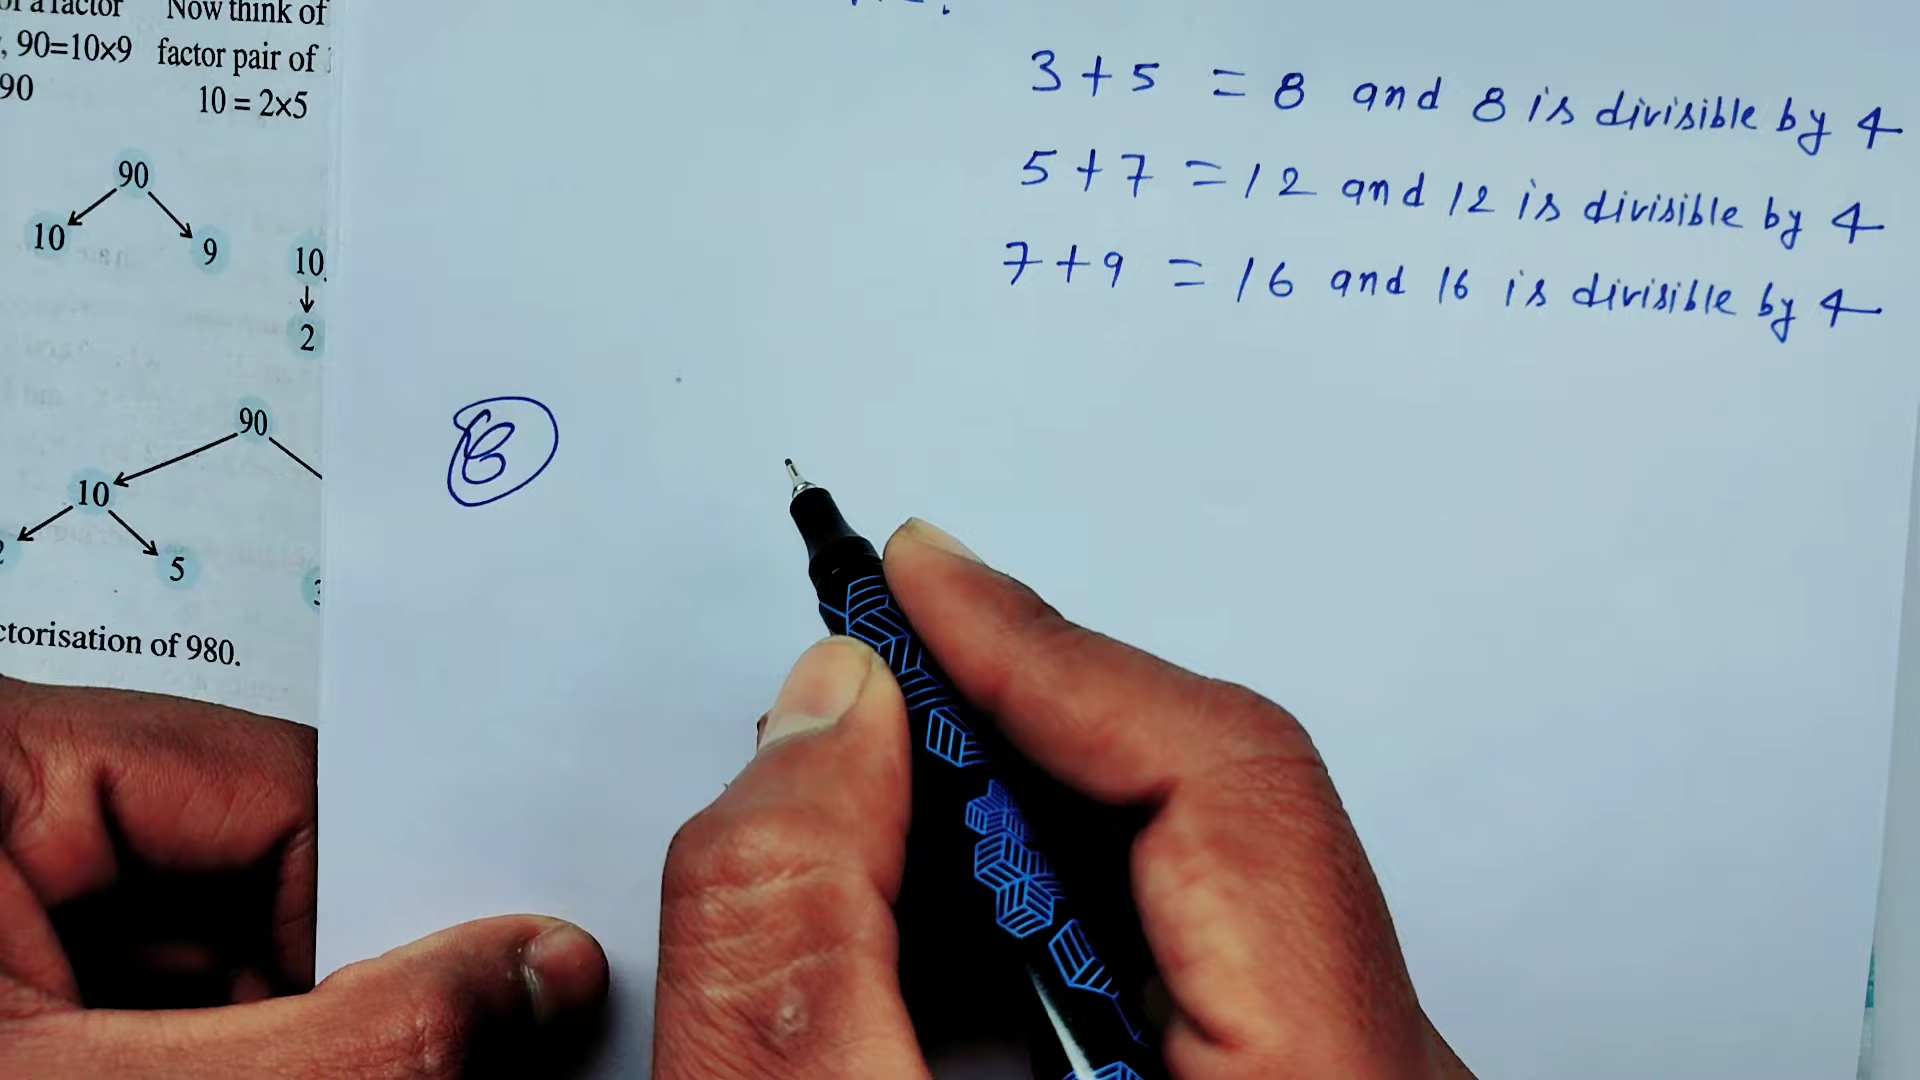 of a factor Now think of
, 90=10×9 factor pair of
90 10 = 2×5
90
10 9 10
2
90
10
5
ctorisation of 980.
3 + 5 = 8 and 8 is divisible by 4
5 + 7 = 12 and 12 is divisible by 4
7 + 9 = 16 and 16 is divisible by 4